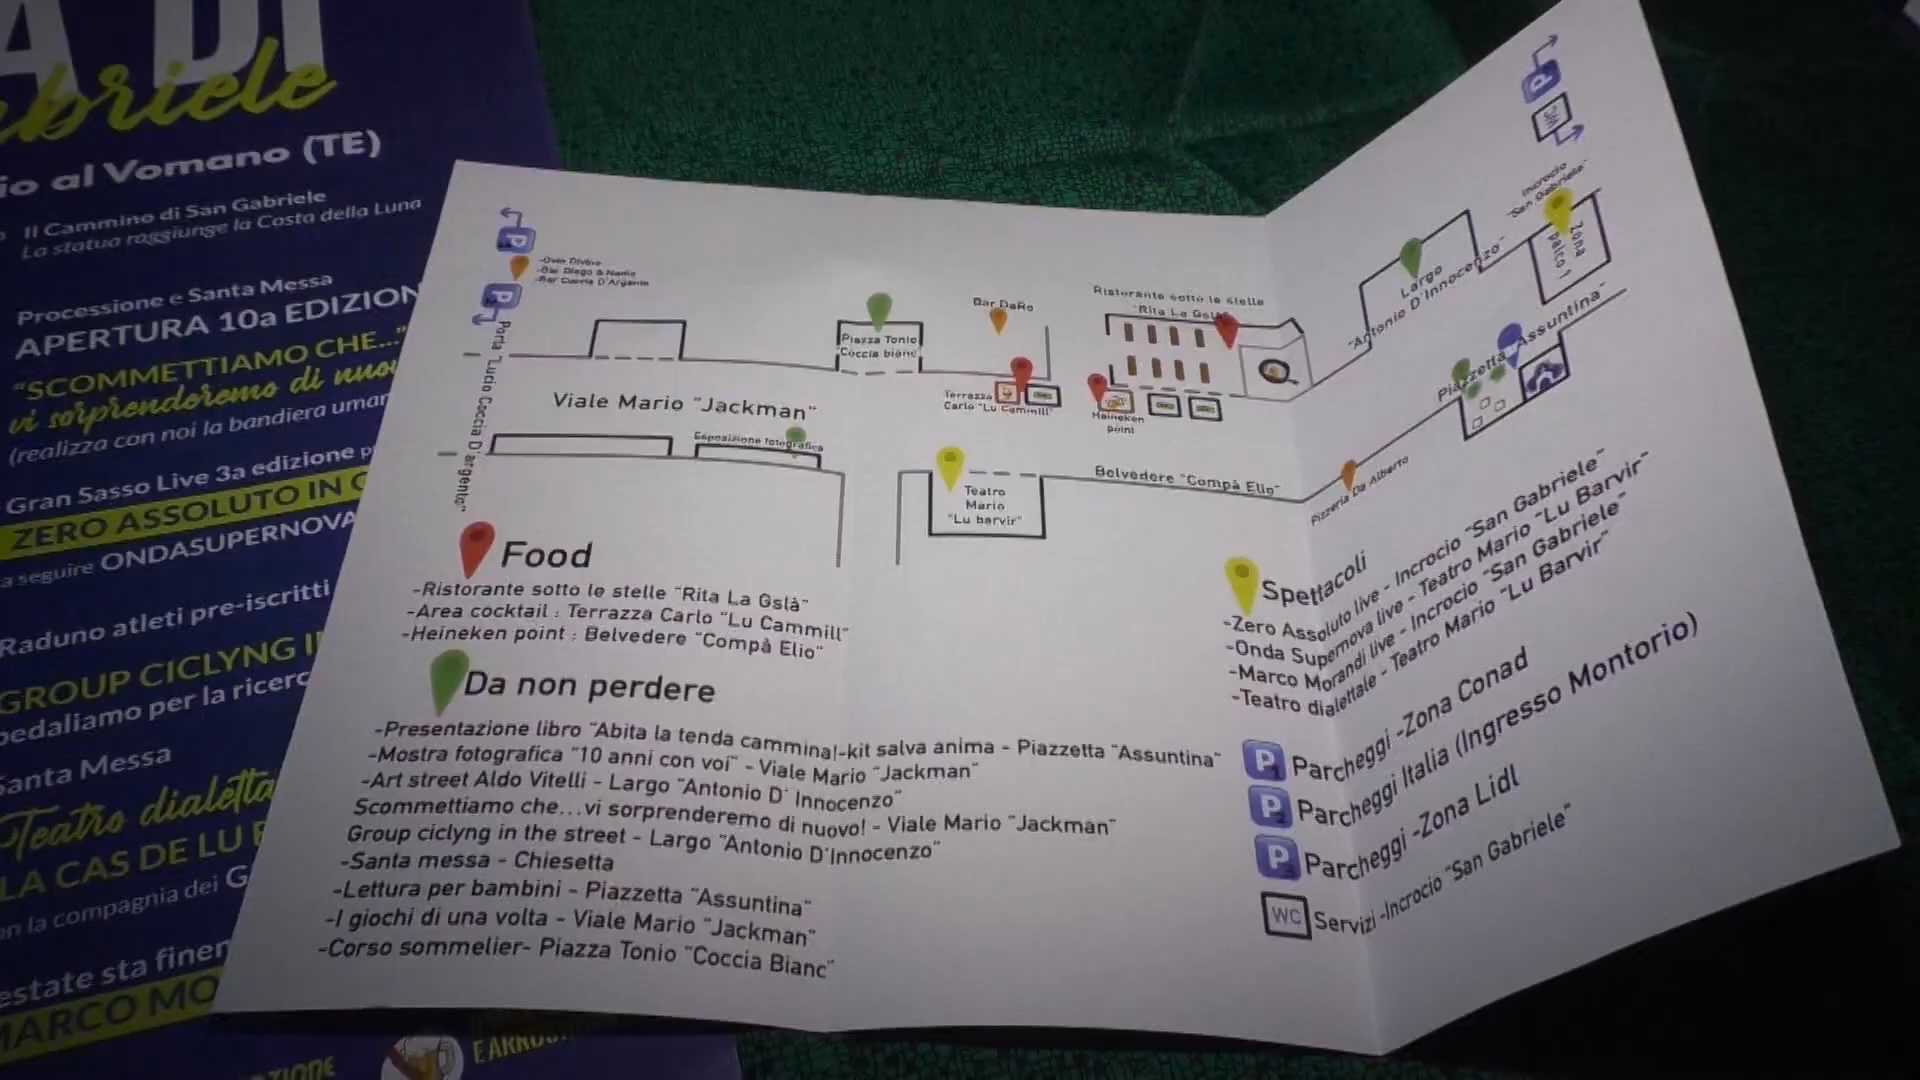 A DI
abriele
io al Vomano (TE)
Il Cammino di San Gabriele
La statua raggiunge la Costa della Luna
Processione e Santa Messa
APERTURA 10a EDIZION
"SCOMMETTIAMO CHE..."
vi sorprenderemo di nuo
(realizza con noi la bandiera uma
Gran Sasso Live 3a edizione p
ZERO ASSOLUTO IN C
a seguire ONDASUPERNOVA
Raduno atleti pre-iscritti
GROUP CICLYNG I
pedaliamo per la ricerc
Santa Messa
Teatro dialetta
LA CAS DE LU
on la compagnia dei G
estate sta finen
MARCO MO
AZIONE
P
P
-Bar Diego & Nadia
-Bar Coccia D'Argento
Porta "Lucio Coccia D'argento"
Viale Mario "Jackman"
Esposizione fotografica
Piazza Tonio
"Coccia bianc"
Bar DaRo
Terrazza
Carlo "Lu Cammill"
Ristorante sotto le stelle
"Rita La Gslà"
Heineken
point
Teatro
Mario
"Lu barvir"
Belvedere "Compà Elio"
Pizzeria Da Alberto
Largo
"Antonio D'Innocenzo"
P
Incrocio
"San Gabriele"
Zona
palco 1
Piazzetta "Assuntina"
Food
-Ristorante sotto le stelle "Rita La Gslà"
-Area cocktail : Terrazza Carlo "Lu Cammill"
-Heineken point : Belvedere "Compà Elio"
Da non perdere
-Presentazione libro "Abita la tenda cammina!-kit salva anima - Piazzetta "Assuntina"
-Mostra fotografica "10 anni con voi" - Viale Mario "Jackman"
-Art street Aldo Vitelli - Largo "Antonio D' Innocenzo"
Scommettiamo che...vi sorprenderemo di nuovo! - Viale Mario "Jackman"
Group ciclyng in the street - Largo "Antonio D'Innocenzo"
-Santa messa - Chiesetta
-Lettura per bambini - Piazzetta "Assuntina"
-I giochi di una volta - Viale Mario "Jackman"
-Corso sommelier- Piazza Tonio "Coccia Bianc"
Spettacoli
-Zero Assoluto live - Incrocio "San Gabriele"
-Onda Supernova live - Teatro Mario "Lu Barvir"
-Marco Morandi live - Incrocio "San Gabriele"
-Teatro dialettale - Teatro Mario "Lu Barvir"
P Parcheggi -Zona Conad
P Parcheggi Italia (Ingresso Montorio)
P Parcheggi -Zona Lidl
WC Servizi -Incrocio "San Gabriele"